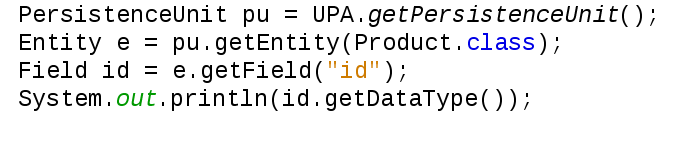 PersistenceUnit pu = UPA.getPersistenceUnit();
Entity e = pu.getEntity(Product.class);
Field id = e.getField("id");
System.out.println(id.getDataType());